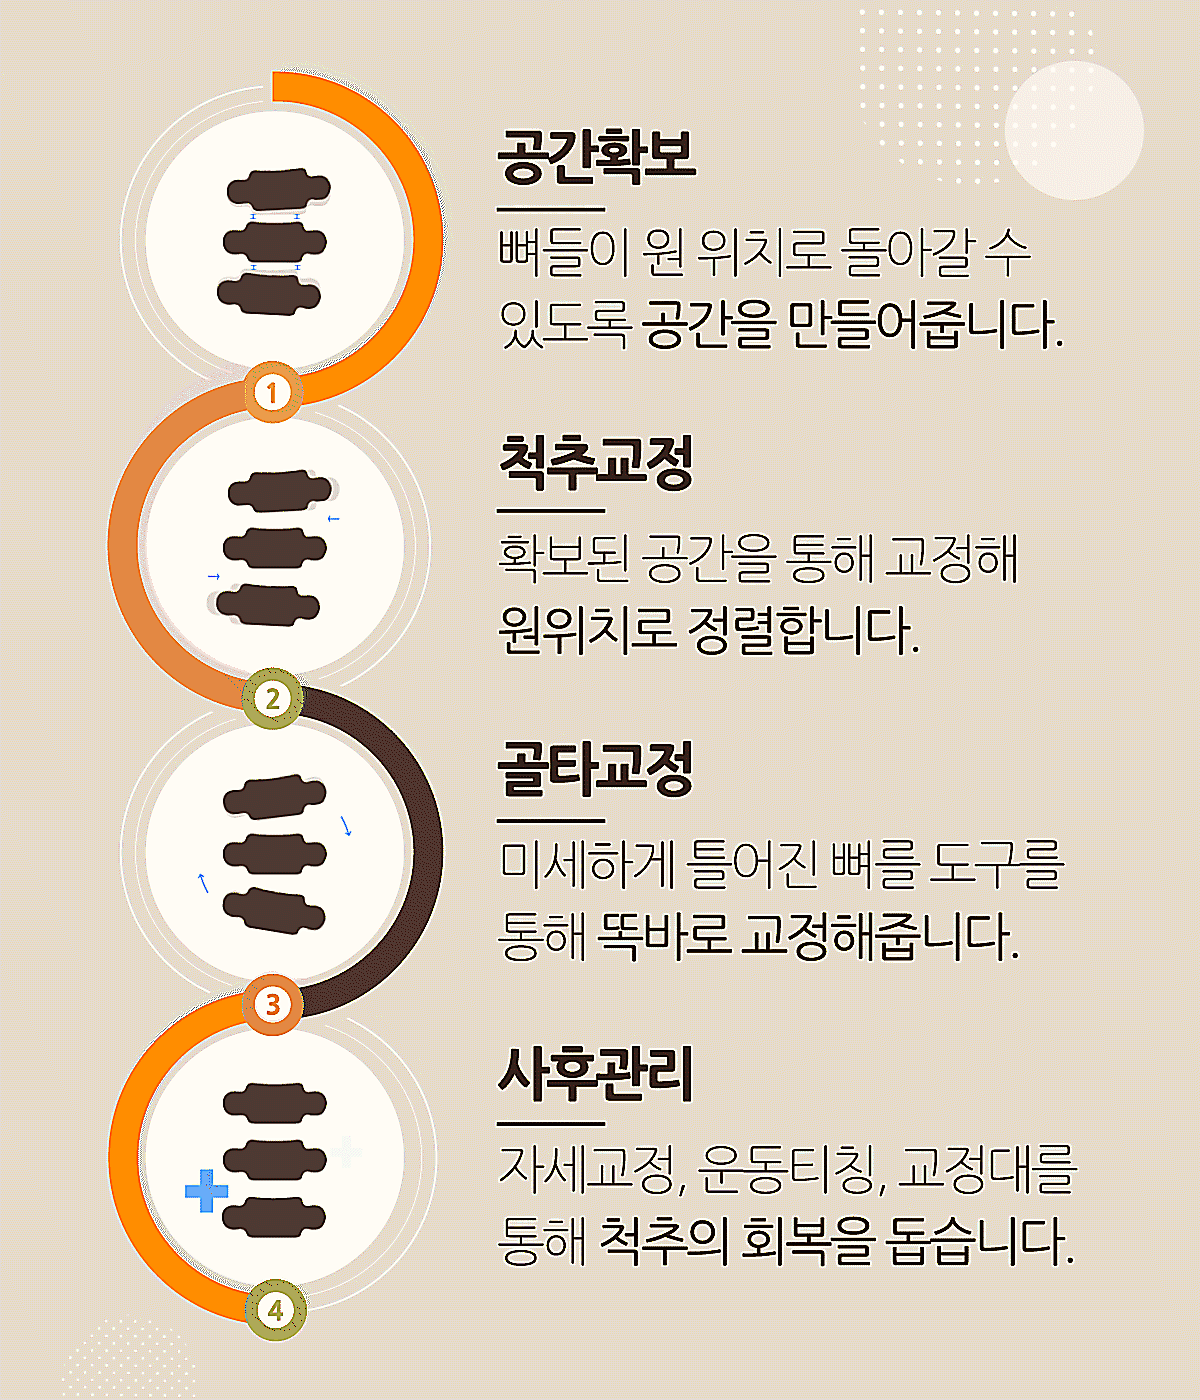 공간확보
뼈들이 원 위치로 돌아갈 수
있도록 공간을 만들어줍니다.
1
척추교정
확보된 공간을 통해 교정해
원위치로 정렬합니다.
2
골타교정
미세하게 틀어진 뼈를 도구를
통해 똑바로 교정해줍니다.
3
사후관리
자세교정, 운동티칭, 교정대를
통해 척추의 회복을 돕습니다.
4